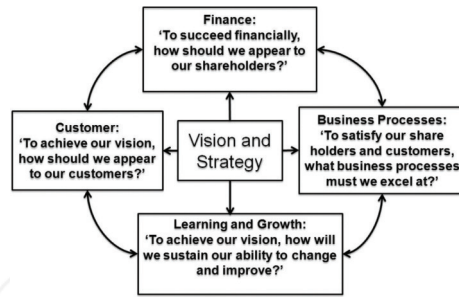 Finance:
‘To succeed financially,
how should we appear to
our shareholders?’
Customer:
‘To achieve our vision,
how should we appear
to our customers?’
Vision and
Strategy
Business Processes:
‘To satisfy our share
holders and customers,
what business processes
must we excel at?’
Learning and Growth:
‘To achieve our vision, how will
we sustain our ability to change
and improve?’